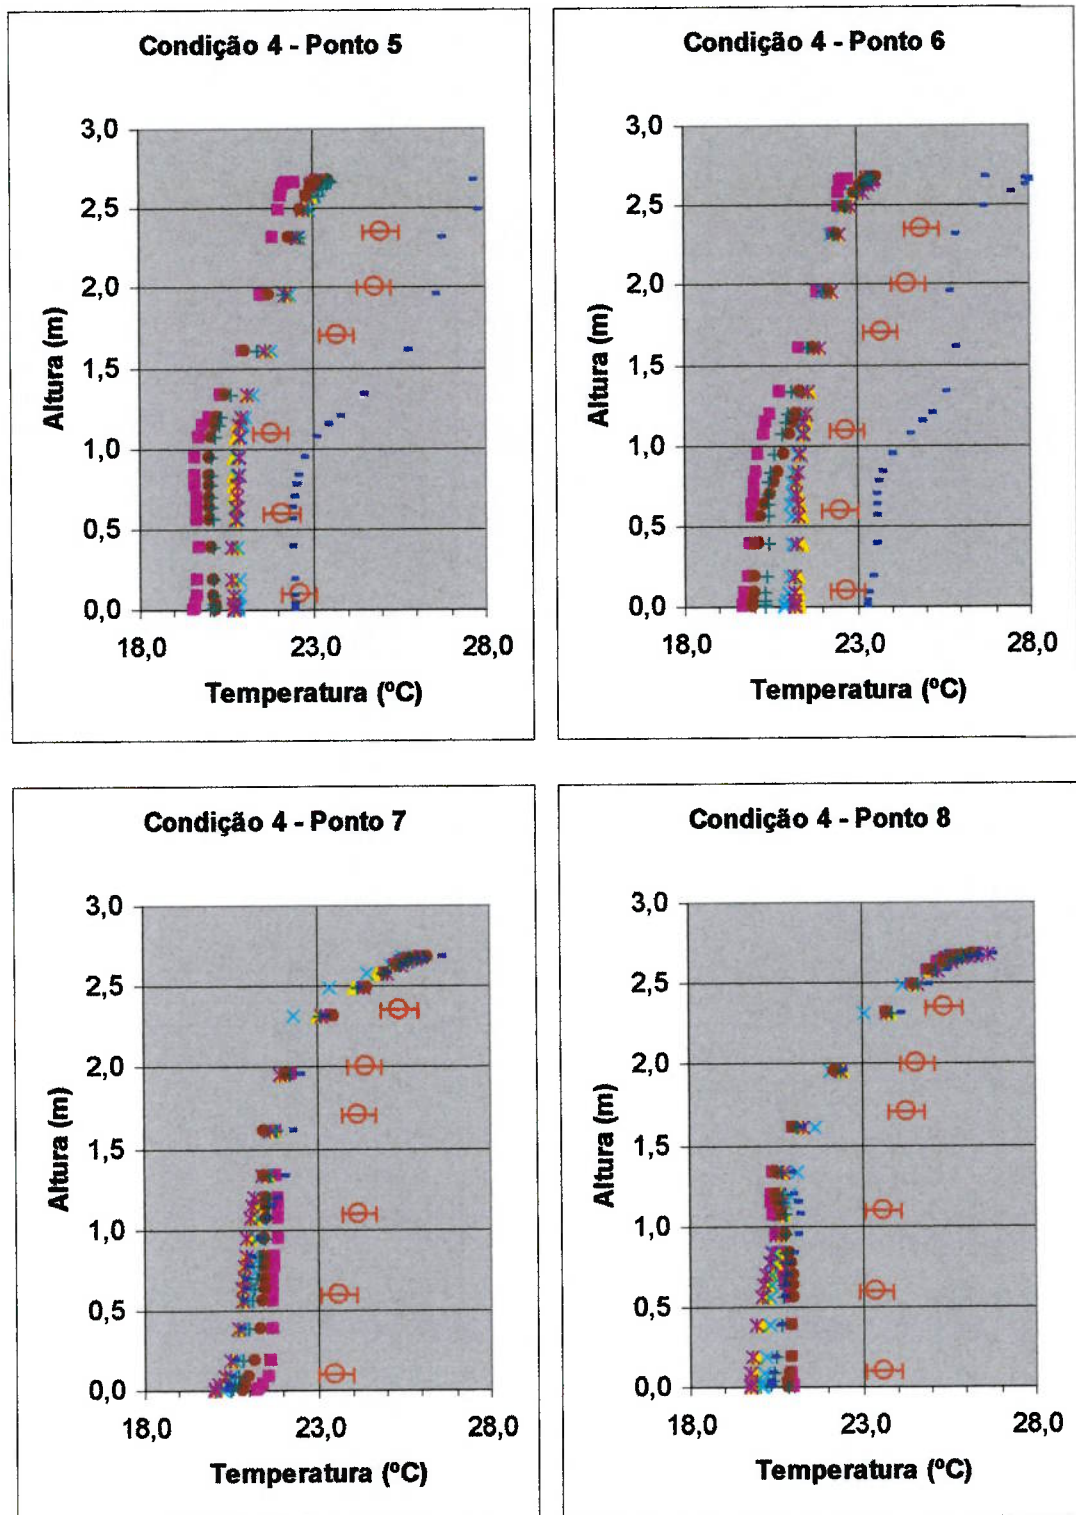 Condição 4 - Ponto 5
3,0
2,5
2,0
1,5
1,0
0,5
0,0
Altura (m)
18,0 23,0 28,0
Temperatura (ºC)
Condição 4 - Ponto 6
3,0
2,5
2,0
1,5
1,0
0,5
0,0
Altura (m)
18,0 23,0 28,0
Temperatura (ºC)
Condição 4 - Ponto 7
3,0
2,5
2,0
1,5
1,0
0,5
0,0
Altura (m)
18,0 23,0 28,0
Temperatura (ºC)
Condição 4 - Ponto 8
3,0
2,5
2,0
1,5
1,0
0,5
0,0
Altura (m)
18,0 23,0 28,0
Temperatura (ºC)